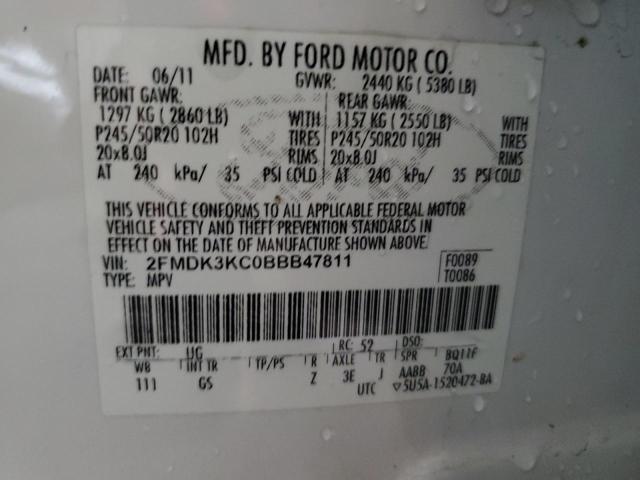 MFD. BY FORD MOTOR CO.
DATE: 06/11 GVWR: 2440 KG ( 5380 LB)
FRONT GAWR: REAR GAWR:
1297 KG ( 2860 LB) WITH 1157 KG ( 2550 LB) WITH
P245/50R20 102H TIRES P245/50R20 102H TIRES
20x8.0J RIMS 20x8.0J RIMS
AT 240 kPa/ 35 PSI COLD AT 240 kPa/ 35 PSI COLD
THIS VEHICLE CONFORMS TO ALL APPLICABLE FEDERAL MOTOR
VEHICLE SAFETY AND THEFT PREVENTION STANDARDS IN
EFFECT ON THE DATE OF MANUFACTURE SHOWN ABOVE.
VIN: 2FMDK3KC0BBB47811 F0089
TYPE: MPV T0086
EXT PNT: UG RC: 52 DSO:
WB INT TR TP/PS R AXLE TR SPR BQ11F
111 GS Z 3E J AABB 70A
UTC 5U5A-1520472-BA